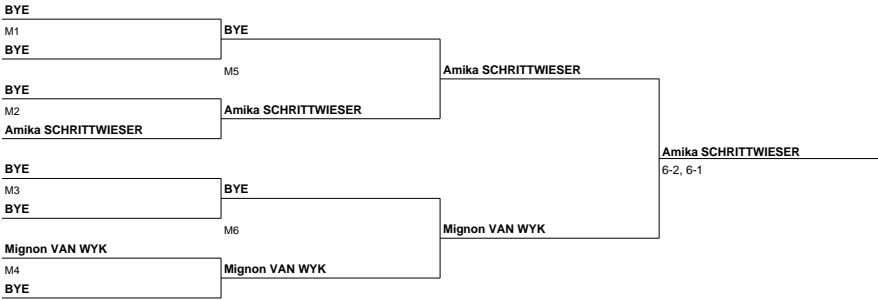 BYE
M1
BYE
BYE
M5
BYE
M2
Amika SCHRITTWIESER
Amika SCHRITTWIESER
Amika SCHRITTWIESER
BYE
M3
BYE
BYE
M6
Mignon VAN WYK
M4
BYE
Mignon VAN WYK
Mignon VAN WYK
Amika SCHRITTWIESER
6-2, 6-1